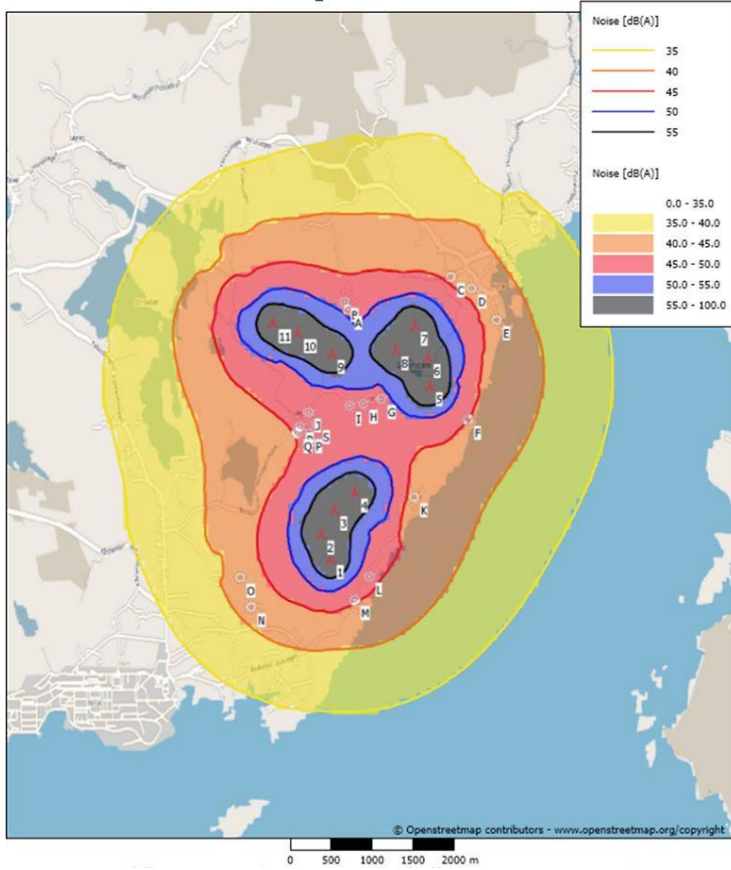 Noise [dB(A)]
35
40
45
50
55
Noise [dB(A)]
0.0 - 35.0
35.0 - 40.0
40.0 - 45.0
45.0 - 50.0
50.0 - 55.0
55.0 - 100.0
C
D
B
A
E
11
10
7
8
9
6
5
G
I
H
J
F
S
Q
P
4
K
3
2
1
L
O
M
N
© Openstreetmap contributors - www.openstreetmap.org/copyright
0 500 1000 1500 2000 m